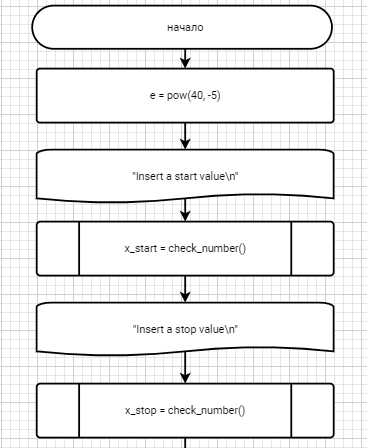 начало
e = pow(40, -5)
"Insert a start value\n"
x_start = check_number()
"Insert a stop value\n"
x_stop = check_number()